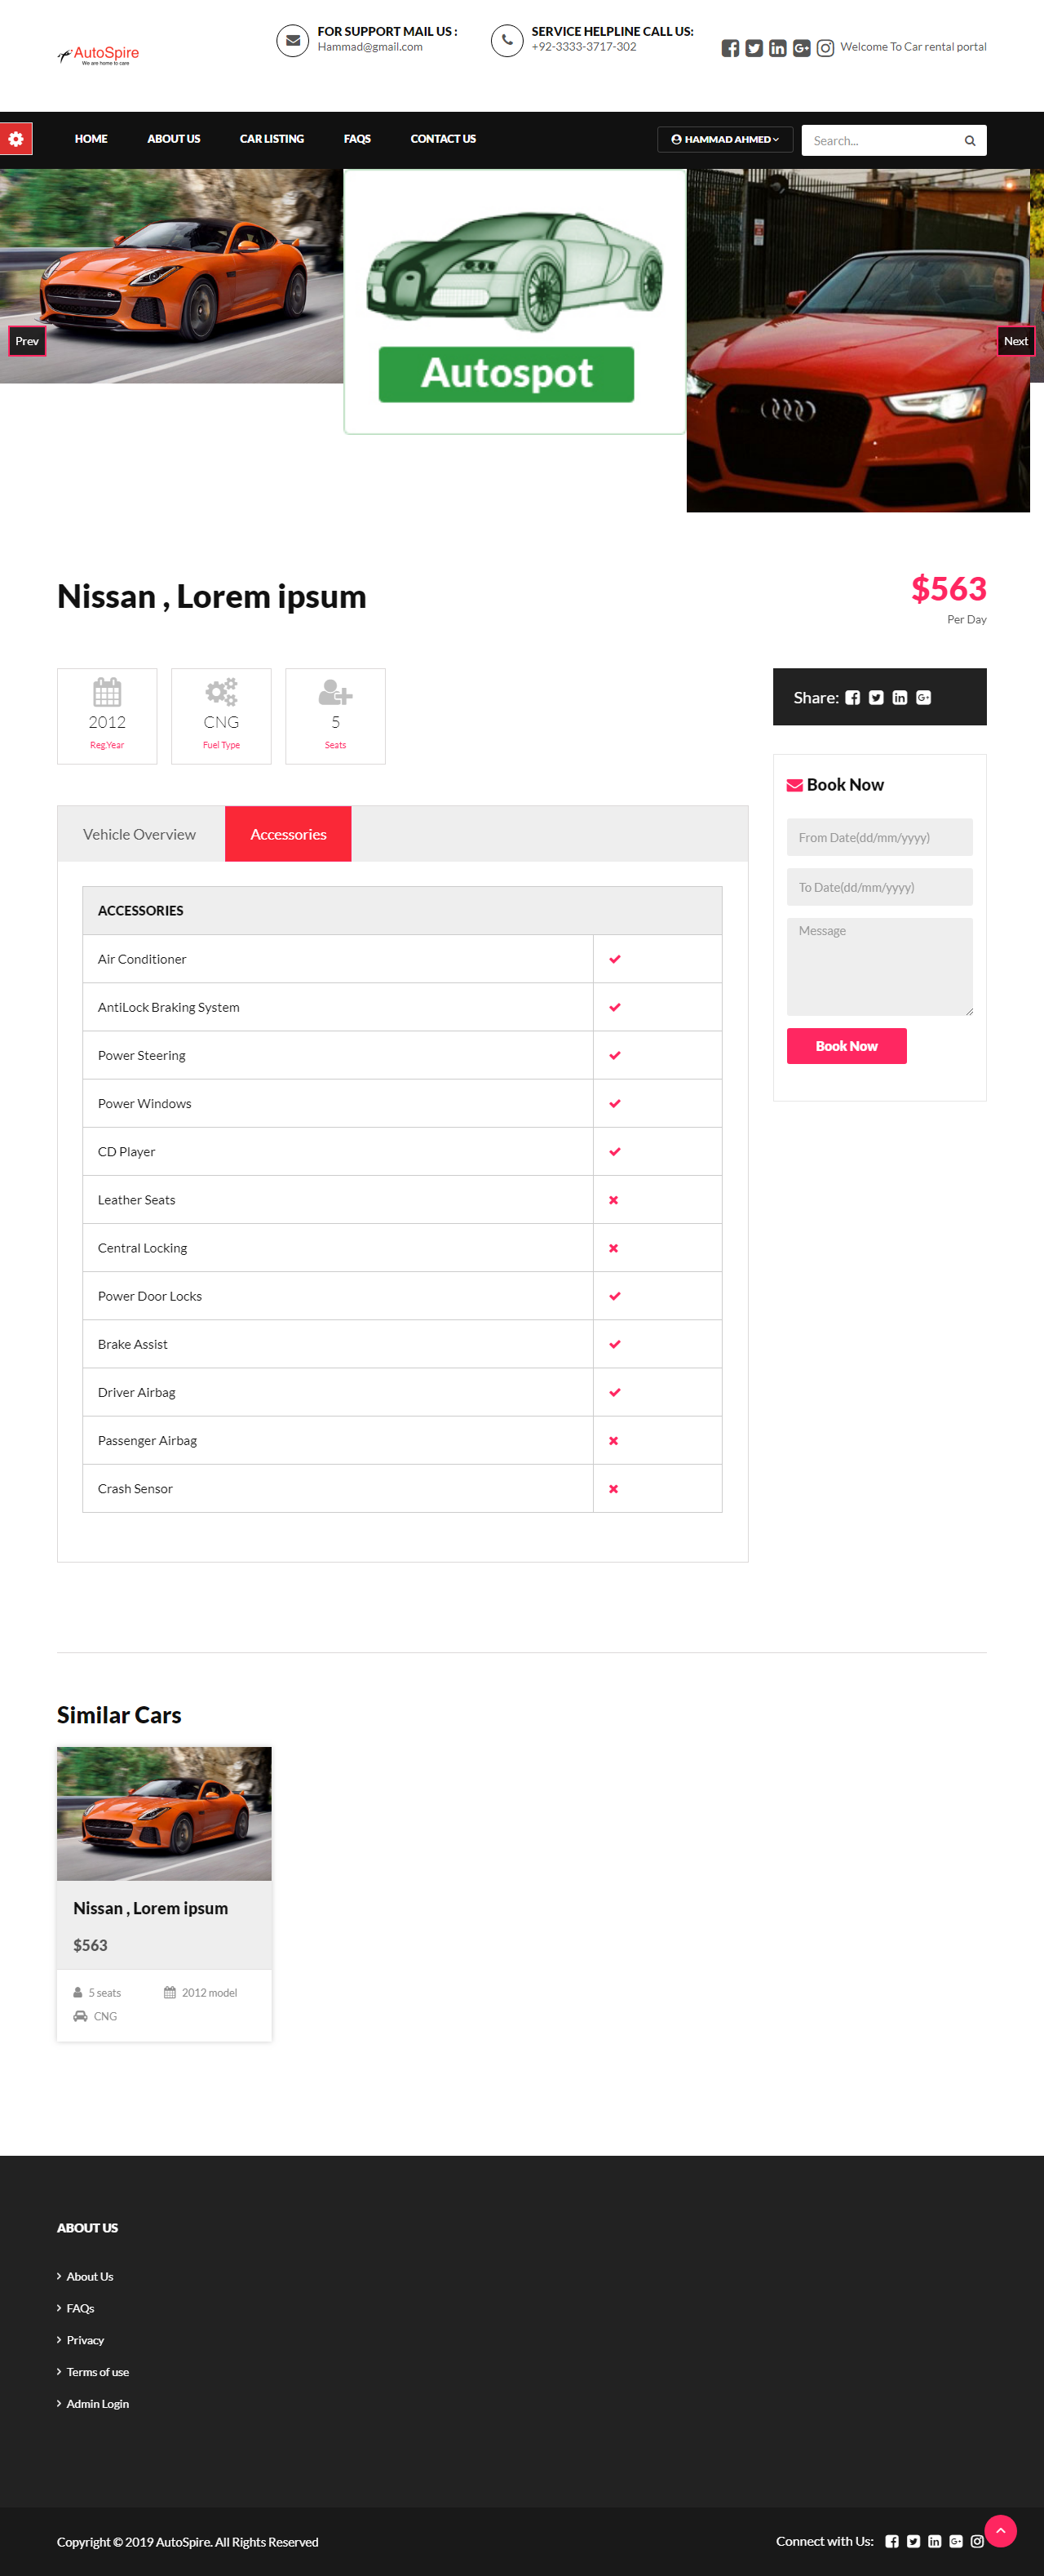 AutoSpire
We are home to care
FOR SUPPORT MAIL US :
Hammad@gmail.com
SERVICE HELPLINE CALL US:
+92-3333-3717-302
Welcome To Car rental portal
HOME
ABOUT US
CAR LISTING
FAQS
CONTACT US
HAMMAD AHMED
Search...
Prev
Autospot
Next
Nissan , Lorem ipsum
$563
Per Day
2012
Reg.Year
CNG
Fuel Type
5
Seats
Share:
Book Now
From Date(dd/mm/yyyy)
To Date(dd/mm/yyyy)
Message
Book Now
Vehicle Overview
Accessories
ACCESSORIES
Air Conditioner
AntiLock Braking System
Power Steering
Power Windows
CD Player
Leather Seats
Central Locking
Power Door Locks
Brake Assist
Driver Airbag
Passenger Airbag
Crash Sensor
Similar Cars
Nissan , Lorem ipsum
$563
5 seats
2012 model
CNG
ABOUT US
About Us
FAQs
Privacy
Terms of use
Admin Login
Copyright © 2019 AutoSpire. All Rights Reserved
Connect with Us: